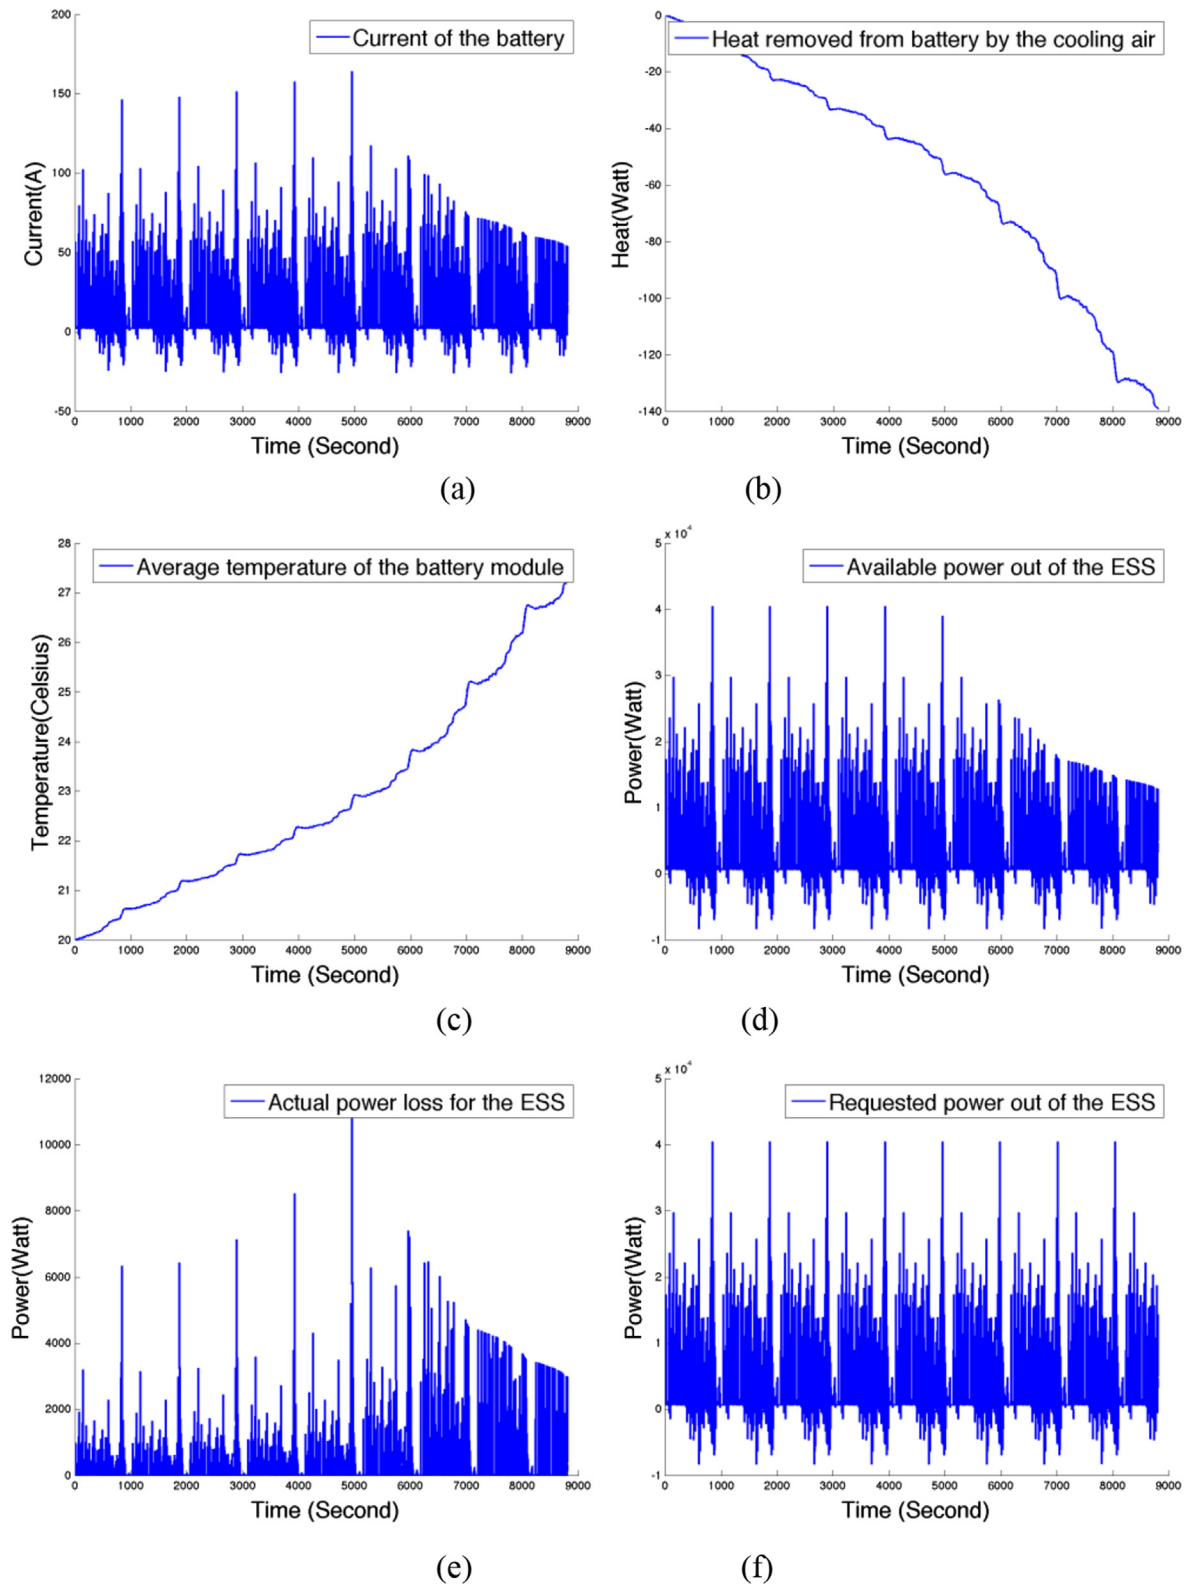 200
Current of the battery
150
100
50
0
-50
Current(A)
0 1000 2000 3000 4000 5000 6000 7000 8000 9000
Time (Second)
(a)
0
Heat removed from battery by the cooling air
-20
-40
-60
-80
-100
-120
-140
Heat(Watt)
0 1000 2000 3000 4000 5000 6000 7000 8000 9000
Time (Second)
(b)
28
Average temperature of the battery module
27
26
25
24
23
22
21
20
Temperature(Celsius)
0 1000 2000 3000 4000 5000 6000 7000 8000 9000
Time (Second)
(c)
x 10⁴
5
Available power out of the ESS
4
3
2
1
0
-1
Power(Watt)
0 1000 2000 3000 4000 5000 6000 7000 8000 9000
Time (Second)
(d)
12000
Actual power loss for the ESS
10000
8000
6000
4000
2000
0
Power(Watt)
0 1000 2000 3000 4000 5000 6000 7000 8000 9000
Time (Second)
(e)
x 10⁴
5
Requested power out of the ESS
4
3
2
1
0
-1
Power(Watt)
0 1000 2000 3000 4000 5000 6000 7000 8000 9000
Time (Second)
(f)